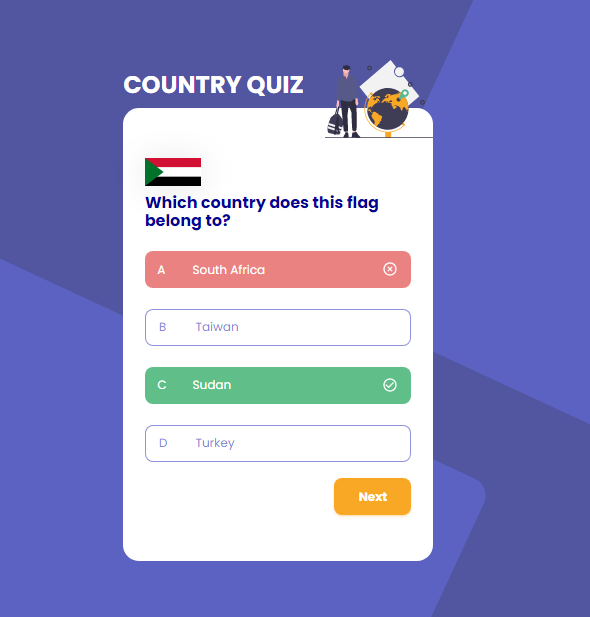 COUNTRY QUIZ
Which country does this flag
belong to?
A South Africa
B Taiwan
C Sudan
D Turkey
Next